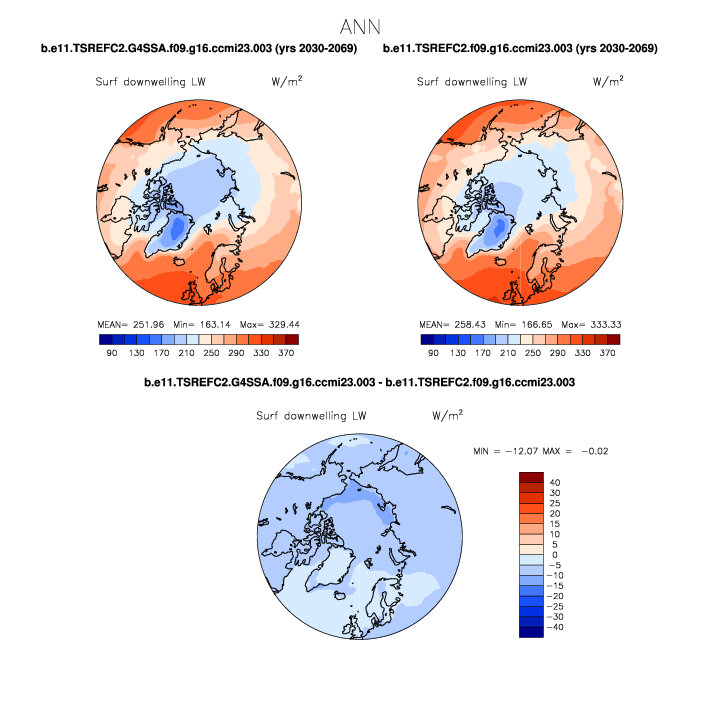 ANN
b.e11.TSREFC2.G4SSA.f09.g16.ccmi23.003 (yrs 2030-2069) b.e11.TSREFC2.f09.g16.ccmi23.003 (yrs 2030-2069)
Surf downwelling LW W/m² Surf downwelling LW W/m²
MEAN= 251.96 Min= 163.14 Max= 329.44 MEAN= 258.43 Min= 166.65 Max= 333.33
90 130 170 210 250 290 330 370 90 130 170 210 250 290 330 370
b.e11.TSREFC2.G4SSA.f09.g16.ccmi23.003 - b.e11.TSREFC2.f09.g16.ccmi23.003
Surf downwelling LW W/m²
MIN = -12.07 MAX = -0.02
40
30
25
20
15
10
5
0
-5
-10
-15
-20
-25
-30
-40